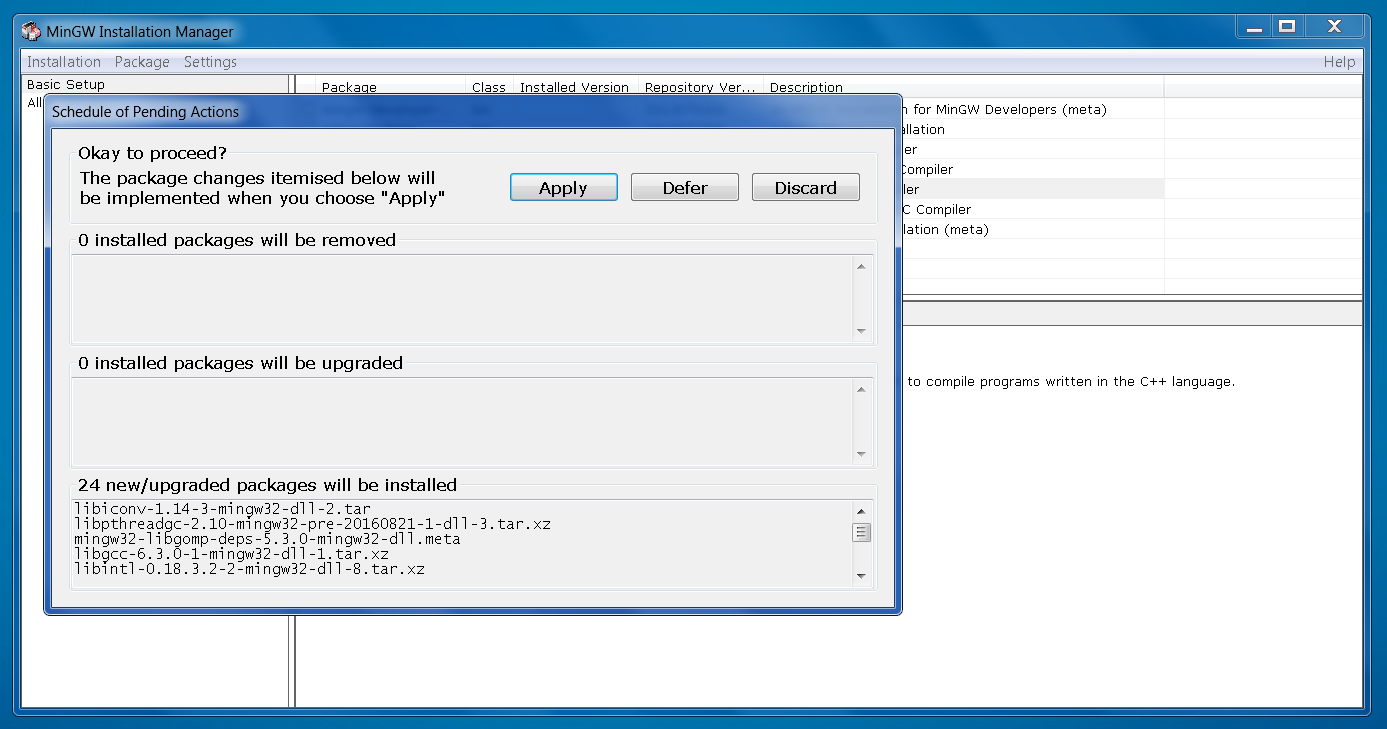 MinGW Installation Manager
Installation Package Settings Help
Basic Setup
All
Package Class Installed Version Repository Ver... Description
Schedule of Pending Actions
n for MinGW Developers (meta)
allation
er
Compiler
ler
C Compiler
lation (meta)
to compile programs written in the C++ language.
Okay to proceed?
The package changes itemised below will
be implemented when you choose "Apply"
Apply Defer Discard
0 installed packages will be removed
0 installed packages will be upgraded
24 new/upgraded packages will be installed
libiconv-1.14-3-mingw32-dll-2.tar
libpthreadgc-2.10-mingw32-pre-20160821-1-dll-3.tar.xz
mingw32-libgomp-deps-5.3.0-mingw32-dll.meta
libgcc-6.3.0-1-mingw32-dll-1.tar.xz
libintl-0.18.3.2-2-mingw32-dll-8.tar.xz